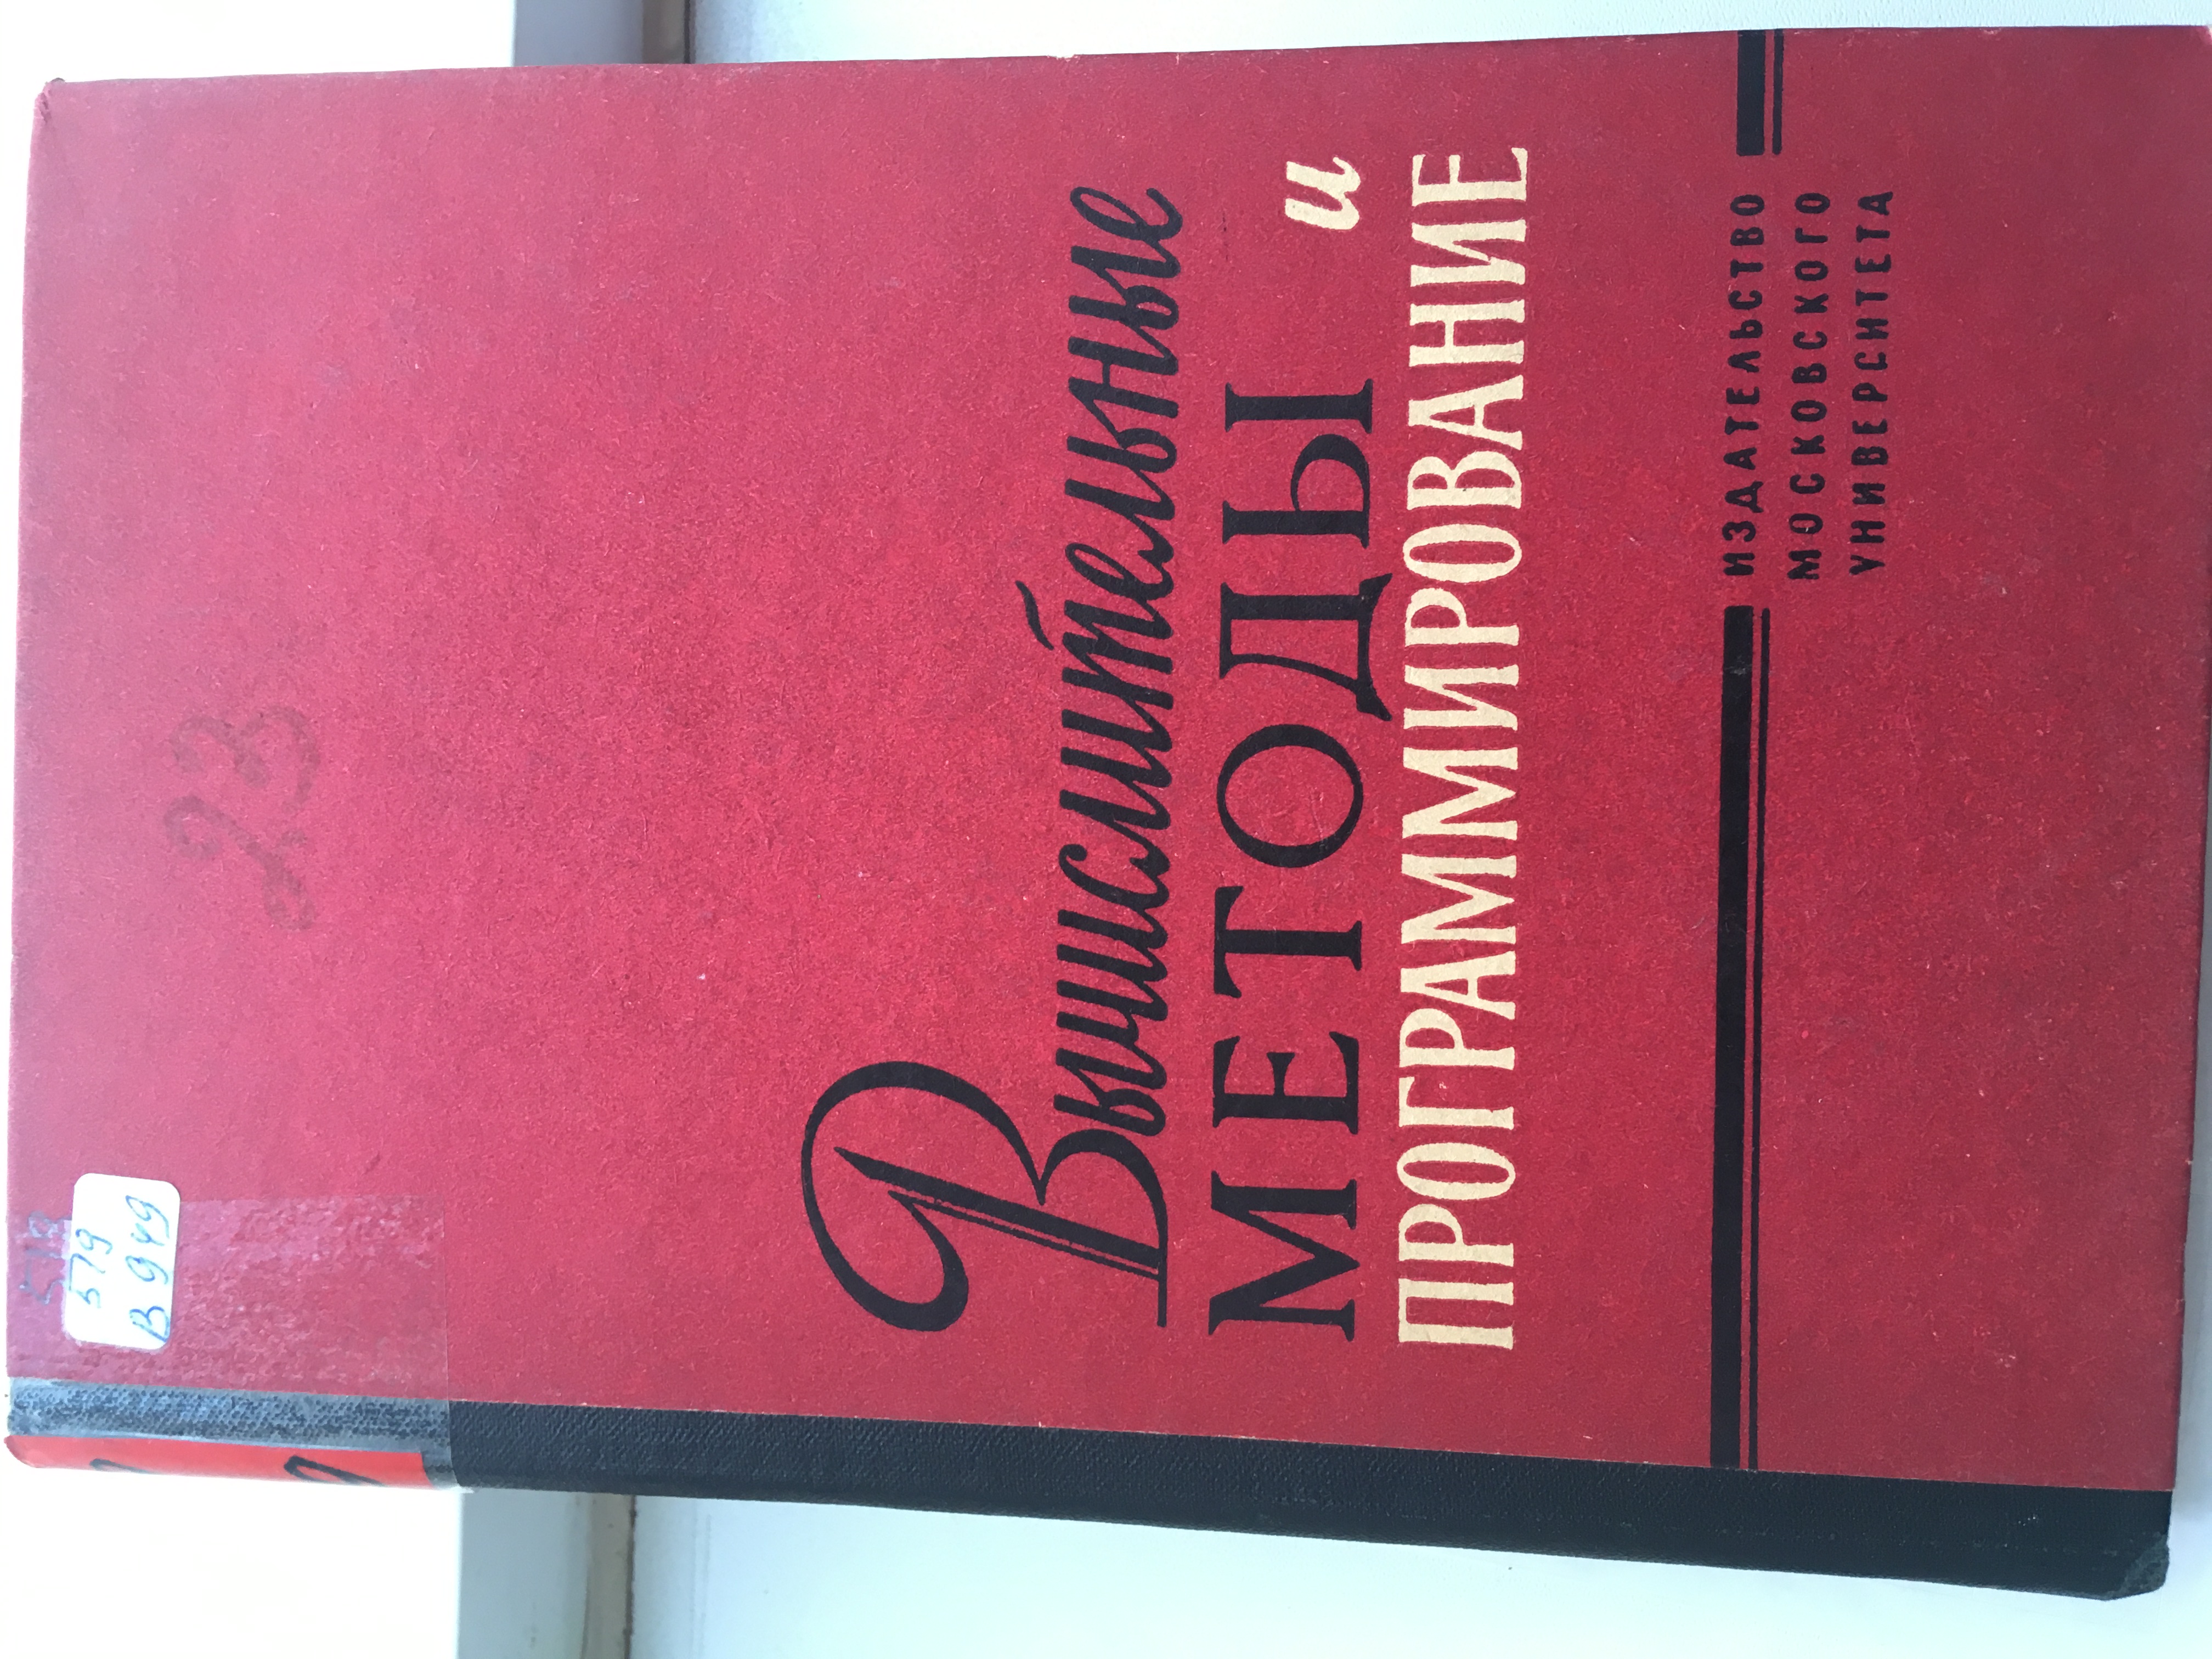 579
В 949
23
Вычислительные
МЕТОДЫ и
ПРОГРАММИРОВАНИЕ
ИЗДАТЕЛЬСТВО
МОСКОВСКОГО
УНИВЕРСИТЕТА